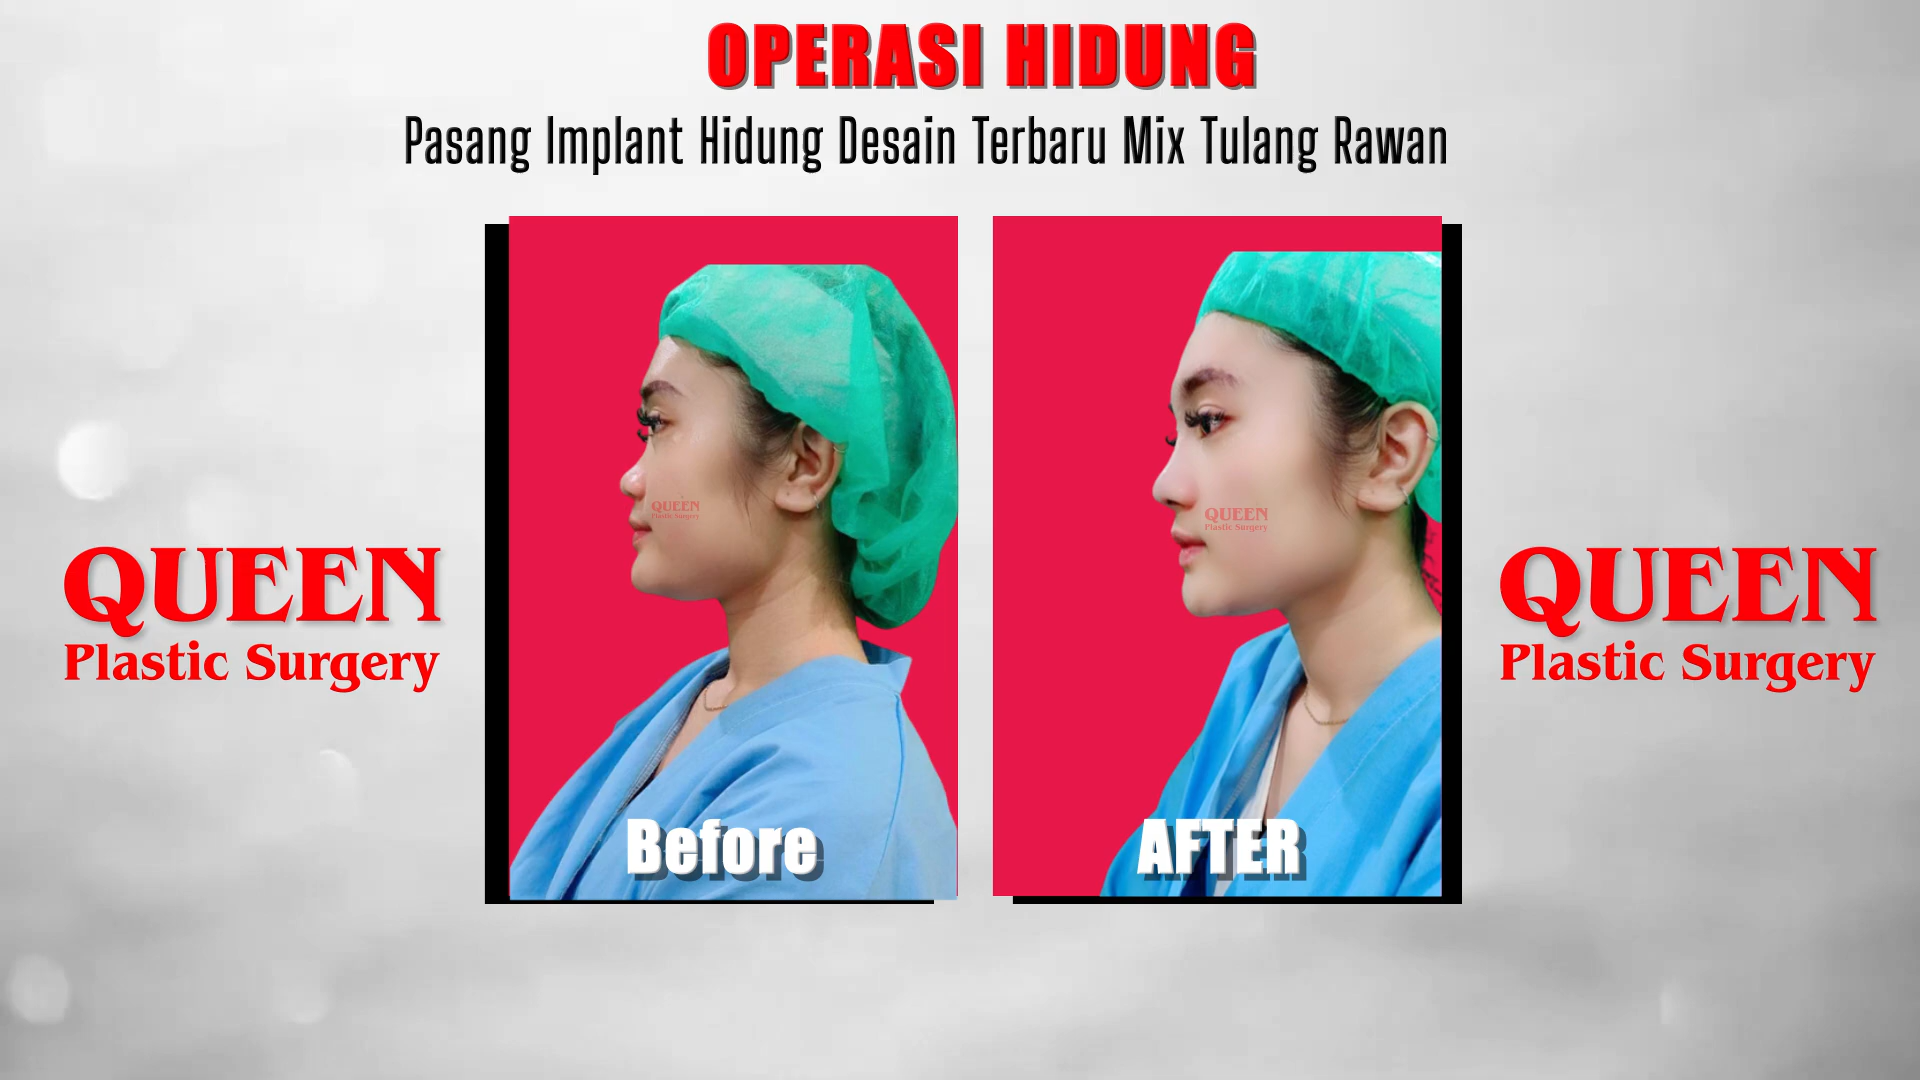 OPERASI HIDUNG
Pasang Implant Hidung Desain Terbaru Mix Tulang Rawan
QUEEN
Plastic Surgery
QUEEN
Plastic Surgery
Before
QUEEN
Plastic Surgery
AFTER
QUEEN
Plastic Surgery